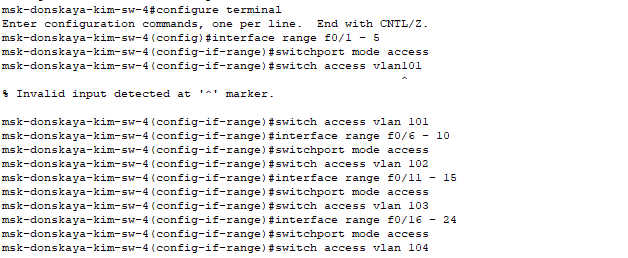 msk-donskaya-kim-sw-4#configure terminal
Enter configuration commands, one per line.  End with CNTL/Z.
msk-donskaya-kim-sw-4(config)#interface range f0/1 - 5
msk-donskaya-kim-sw-4(config-if-range)#switchport mode access
msk-donskaya-kim-sw-4(config-if-range)#switch access vlan101
^
% Invalid input detected at '^' marker.
msk-donskaya-kim-sw-4(config-if-range)#switch access vlan 101
msk-donskaya-kim-sw-4(config-if-range)#interface range f0/6 - 10
msk-donskaya-kim-sw-4(config-if-range)#switchport mode access
msk-donskaya-kim-sw-4(config-if-range)#switch access vlan 102
msk-donskaya-kim-sw-4(config-if-range)#interface range f0/11 - 15
msk-donskaya-kim-sw-4(config-if-range)#switchport mode access
msk-donskaya-kim-sw-4(config-if-range)#switch access vlan 103
msk-donskaya-kim-sw-4(config-if-range)#interface range f0/16 - 24
msk-donskaya-kim-sw-4(config-if-range)#switchport mode access
msk-donskaya-kim-sw-4(config-if-range)#switch access vlan 104